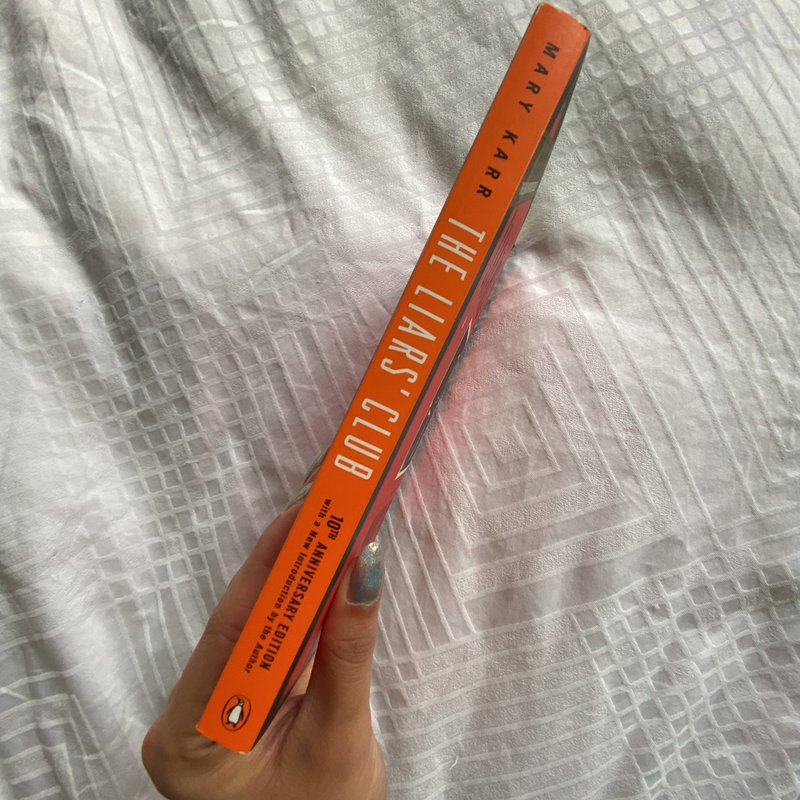 MARY KARR
THE LIARS' CLUB
10TH ANNIVERSARY EDITION
with a New Introduction by the Author